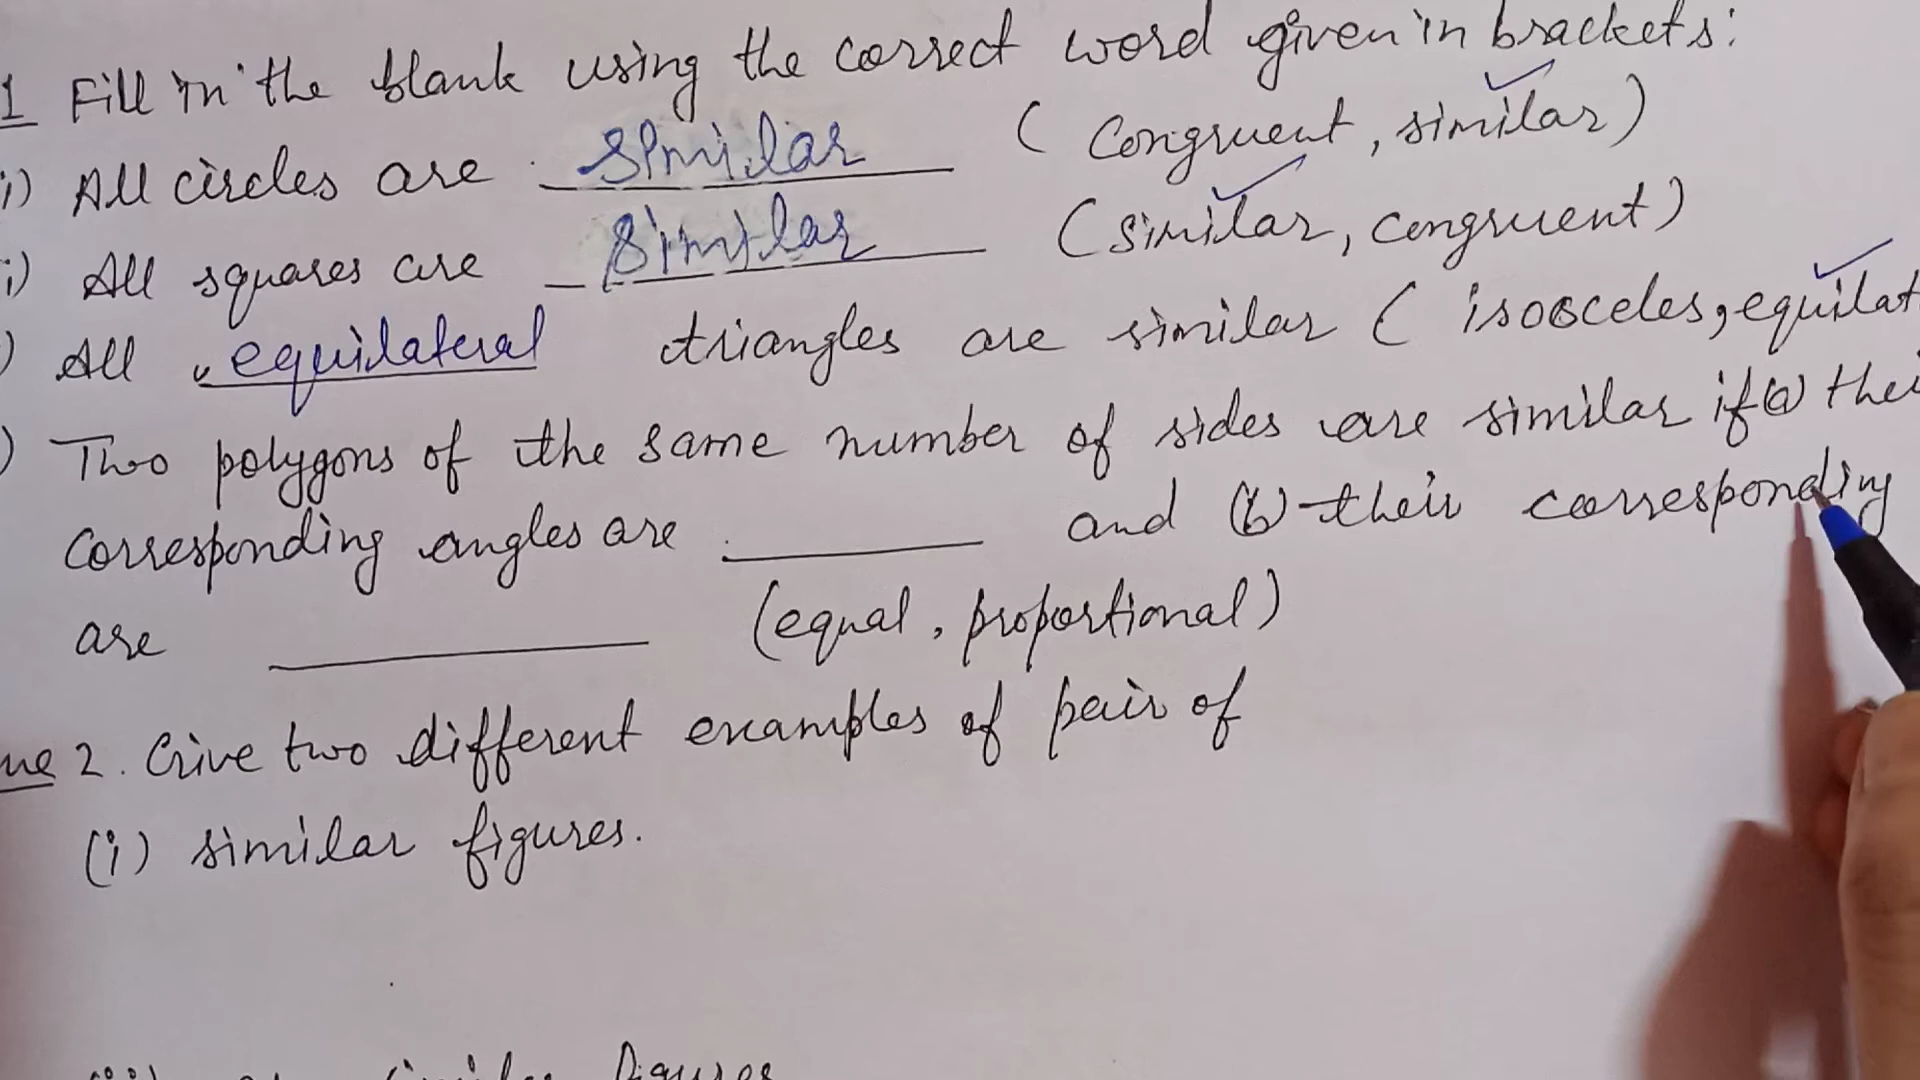 1 Fill in the blank using the correct word given in brackets:
i) All circles are similar (Congruent, similar)
i) All squares are similar (similar, congruent)
) All equilateral triangles are similar (isosceles, equilat
) Two polygons of the same number of sides are similar if (a) thei
corresponding angles are and (b) their corresponding
are (equal, proportional)
2. Give two different examples of pair of
(i) similar figures.
figures